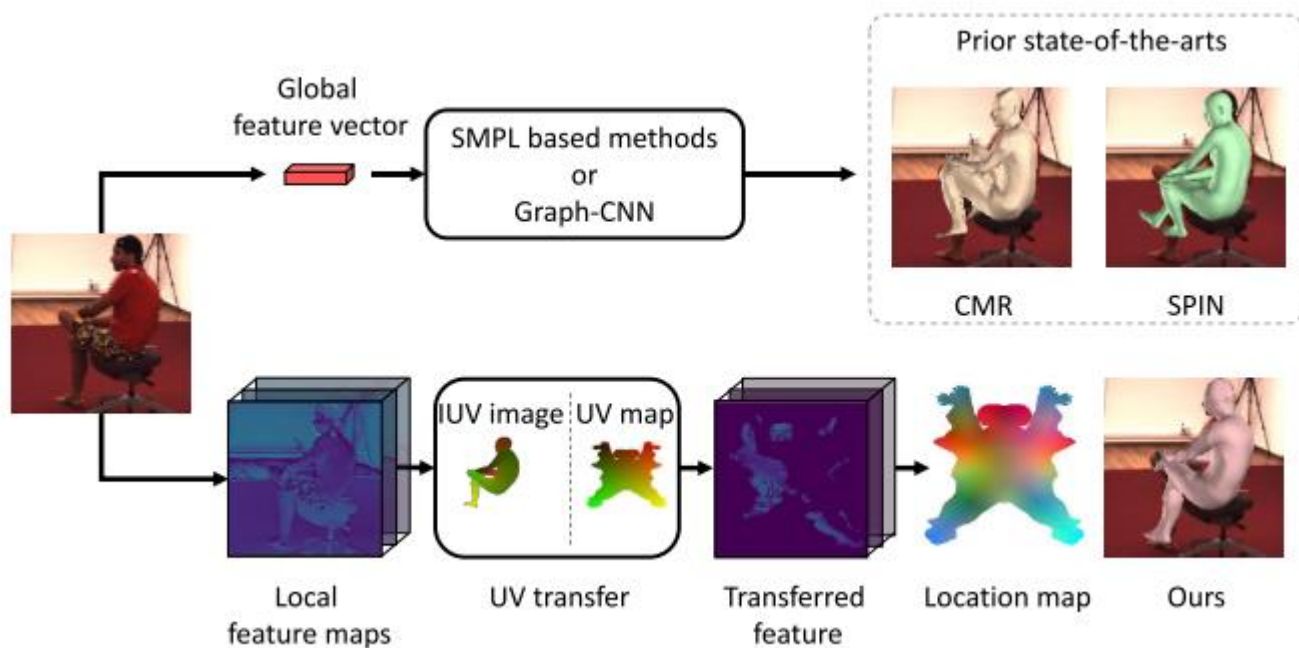 Prior state-of-the-arts
Global
feature vector
SMPL based methods
or
Graph-CNN
CMR
SPIN
IUV image
UV map
Local
feature maps
UV transfer
Transferred
feature
Location map
Ours